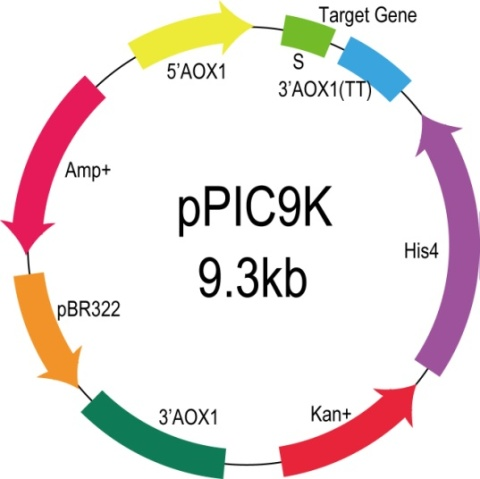 Target Gene
S
5'AOX1
3'AOX1(TT)
Amp+
pPIC9K
9.3kb
His4
pBR322
3'AOX1
Kan+